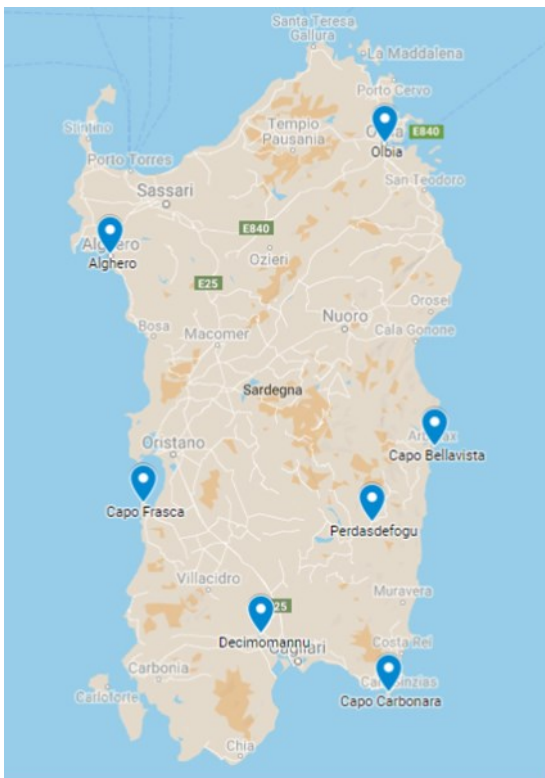 Santa Teresa
Gallura
La Maddalena
Porto Cervo
Olbia
E840
Tempio
Pausania
Stintino
Porto Torres
San Teodoro
Sassari
Alghero
Alghero
E840
Ozieri
E25
Orosei
Bosa
Nuoro
Macomer
Cala Gonone
Sardegna
Oristano
Capo Bellavista
Capo Frasca
Perdasdefogu
Villacidro
Muravera
Decimomannu
Cagliari
Costa Rei
Carbonia
Carloforte
Capo Carbonara
Chia